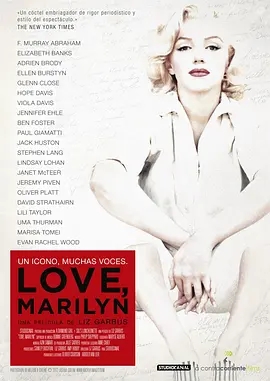 «Un cóctel embriagador de rigor periodístico y
estilo del espectáculo.»
THE NEW YORK TIMES
F. MURRAY ABRAHAM
ELIZABETH BANKS
ADRIEN BRODY
ELLEN BURSTYN
GLENN CLOSE
HOPE DAVIS
VIOLA DAVIS
JENNIFER EHLE
BEN FOSTER
PAUL GIAMATTI
JACK HUSTON
STEPHEN LANG
LINDSAY LOHAN
JANET McTEER
JEREMY PIVEN
OLIVER PLATT
DAVID STRATHAIRN
LILI TAYLOR
UMA THURMAN
MARISA TOMEI
EVAN RACHEL WOOD
UN ICONO, MUCHAS VOCES.
LOVE,
MARILYN
UNA PELÍCULA DE LIZ GARBUS
STUDIOCANAL
a contracorriente films